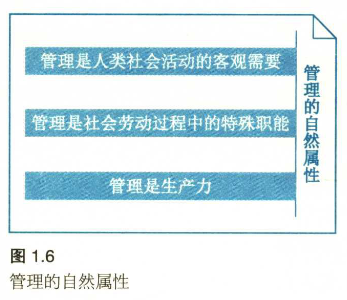 管理是人类社会活动的客观需要
管理是社会劳动过程中的特殊职能
管理是生产力
管理的自然属性
图 1.6
管理的自然属性